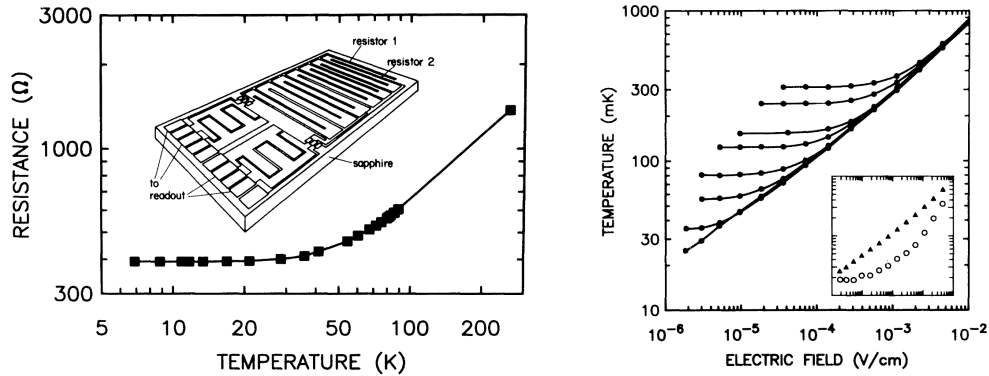 3000
1000
300
RESISTANCE (Ω)
resistor 1
resistor 2
sapphire
to
readout
5 10 20 50 100 200
TEMPERATURE (K)
1000
300
100
30
10
TEMPERATURE (mK)
10⁻⁶ 10⁻⁵ 10⁻⁴ 10⁻³ 10⁻²
ELECTRIC FIELD (V/cm)